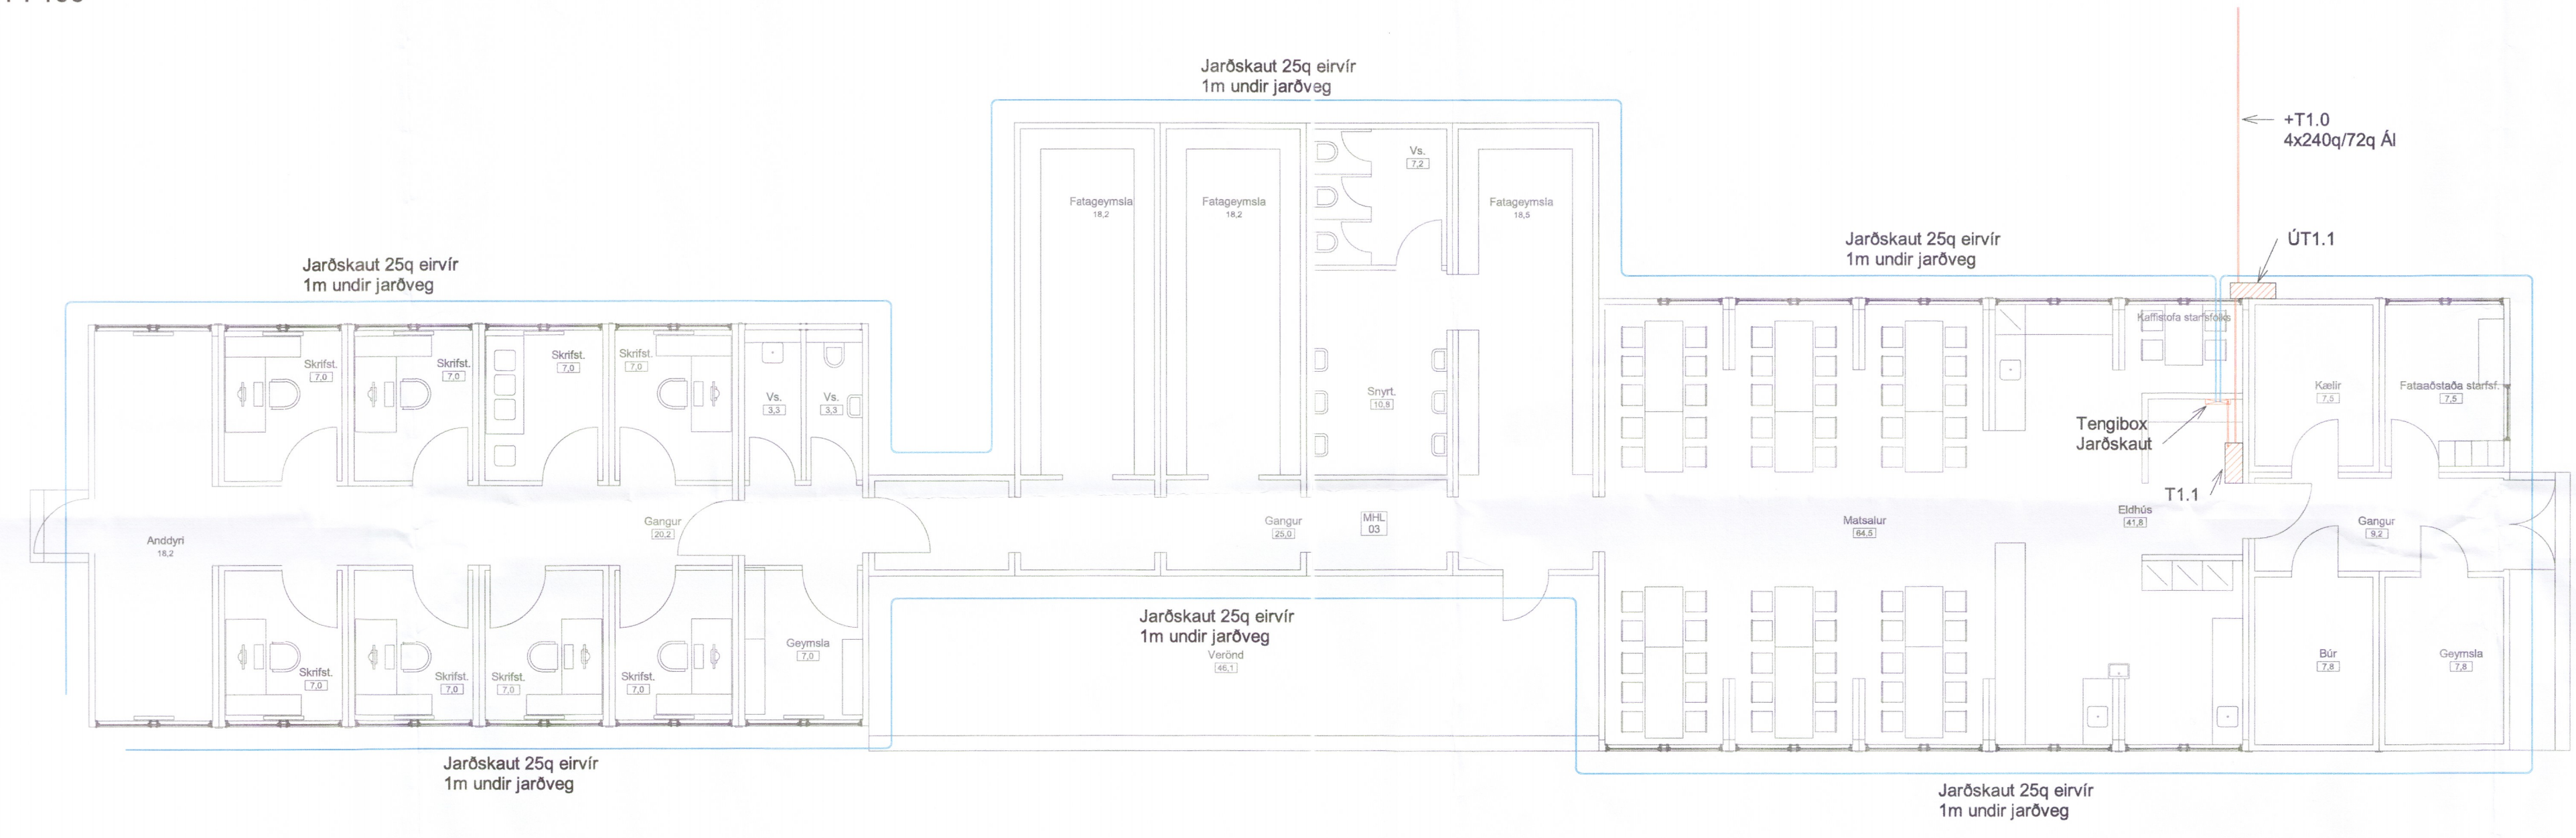 Jarðskaut 25q eirvír
1m undir jarðveg
+T1.0
4x240q/72q Ál
Vs.
7,2
Fatageymsla
18,2
Fatageymsla
18,2
Fatageymsla
18,5
Jarðskaut 25q eirvír
1m undir jarðveg
ÚT1.1
Jarðskaut 25q eirvír
1m undir jarðveg
Kaffistofa starfsfolks
Skrifst.
7,0
Skrifst.
7,0
Skrifst.
7,0
Skrifst.
7,0
Vs.
3,3
Vs.
3,3
Snyrt.
10,8
Kælir
7,5
Fataaðstaða starfsf.
7,5
Tengibox
Jarðskaut
T1.1
Anddyri
18,2
Gangur
20,2
Gangur
25,0
MHL
03
Matsalur
64,5
Eldhús
41,8
Gangur
9,2
Jarðskaut 25q eirvír
1m undir jarðveg
Verönd
46,1
Geymsla
7,0
Skrifst.
7,0
Skrifst.
7,0
Skrifst.
7,0
Skrifst.
7,0
Búr
7,8
Geymsla
7,8
Jarðskaut 25q eirvír
1m undir jarðveg
Jarðskaut 25q eirvír
1m undir jarðveg